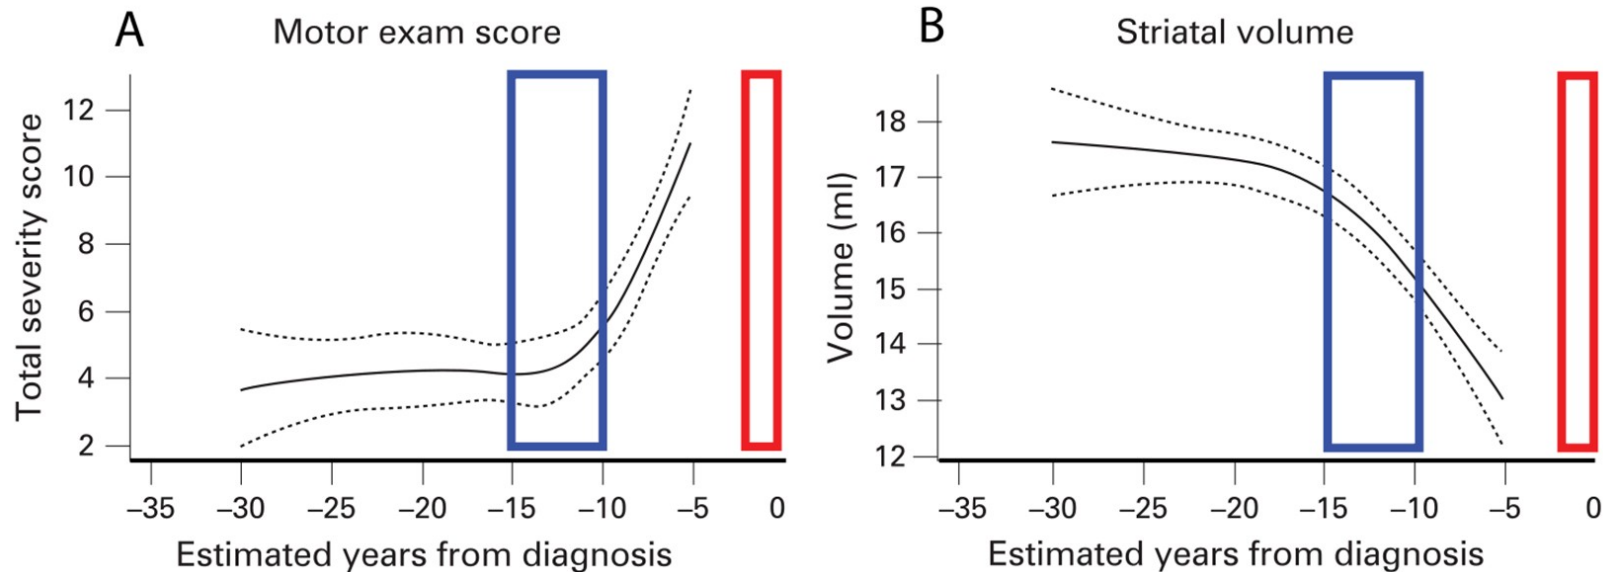 A
Motor exam score
Total severity score
12
10
8
6
4
2
–35 –30 –25 –20 –15 –10 –5 0
Estimated years from diagnosis
B
Striatal volume
Volume (ml)
18
17
16
15
14
13
12
–35 –30 –25 –20 –15 –10 –5 0
Estimated years from diagnosis